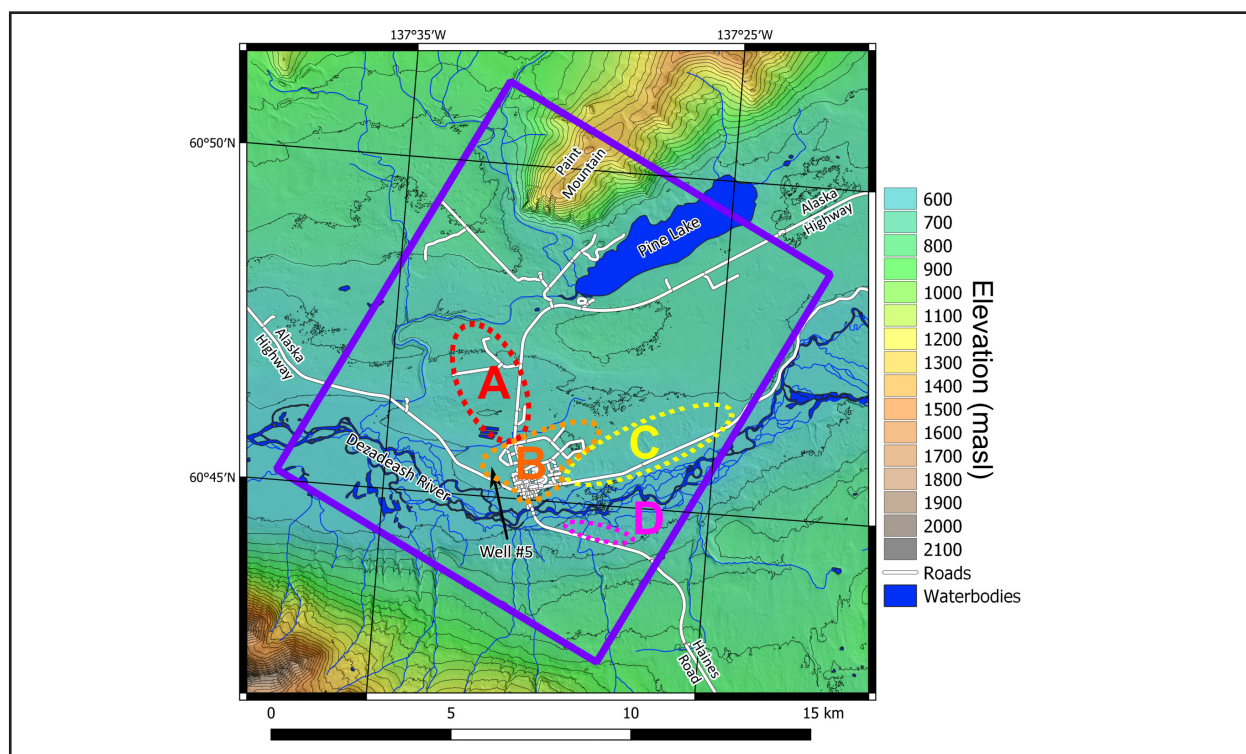 137°35'W
137°25'W
60°50'N
60°45'N
Paint
Mountain
Pine Lake
Alaska
Highway
Alaska
Highway
A
B
C
D
Dezadeash River
Well #5
Haines
Road
600
700
800
900
1000
1100
1200
1300
1400
1500
1600
1700
1800
1900
2000
2100
Elevation (masl)
Roads
Waterbodies
0
5
10
15 km